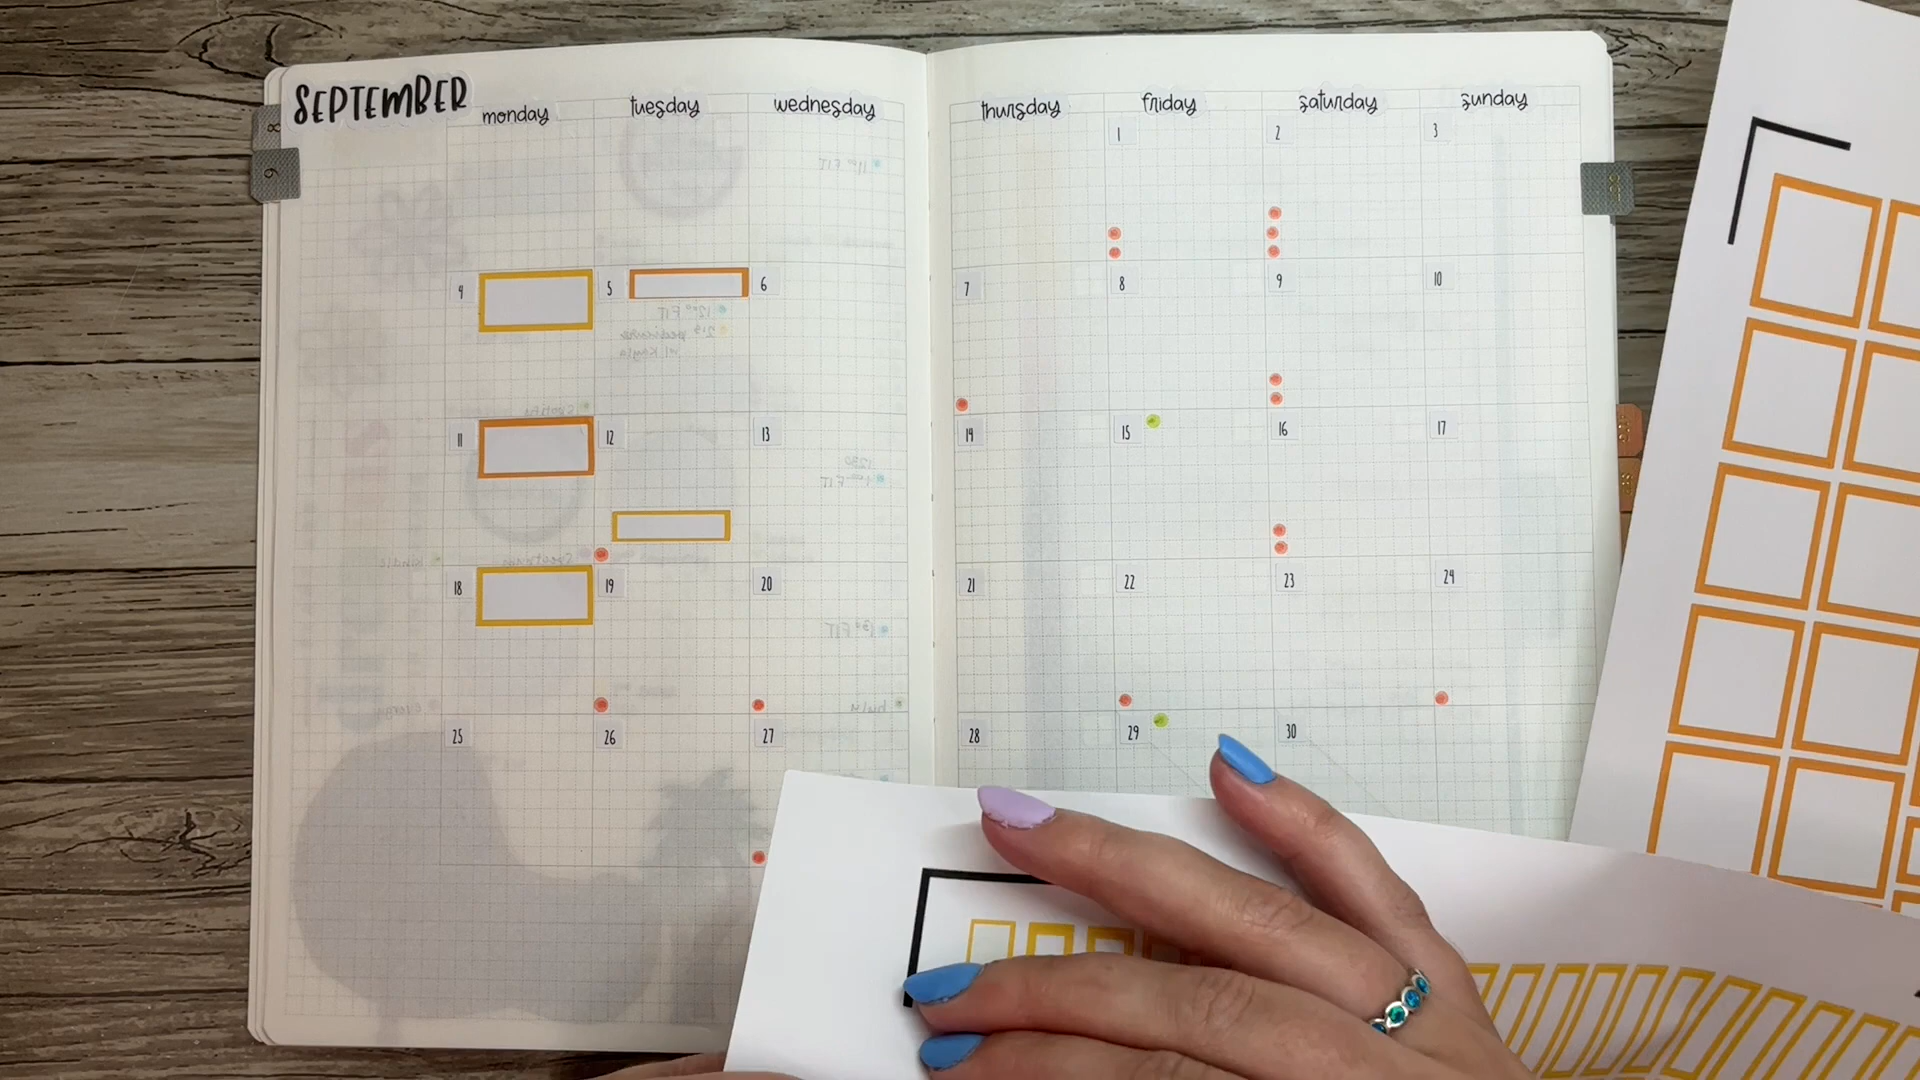 SEPTEMBER
monday tuesday wednesday thursday friday saturday sunday
1 2 3
4 5 6 7 8 9 10
11 12 13 14 15 16 17
18 19 20 21 22 23 24
25 26 27 28 29 30
8
9